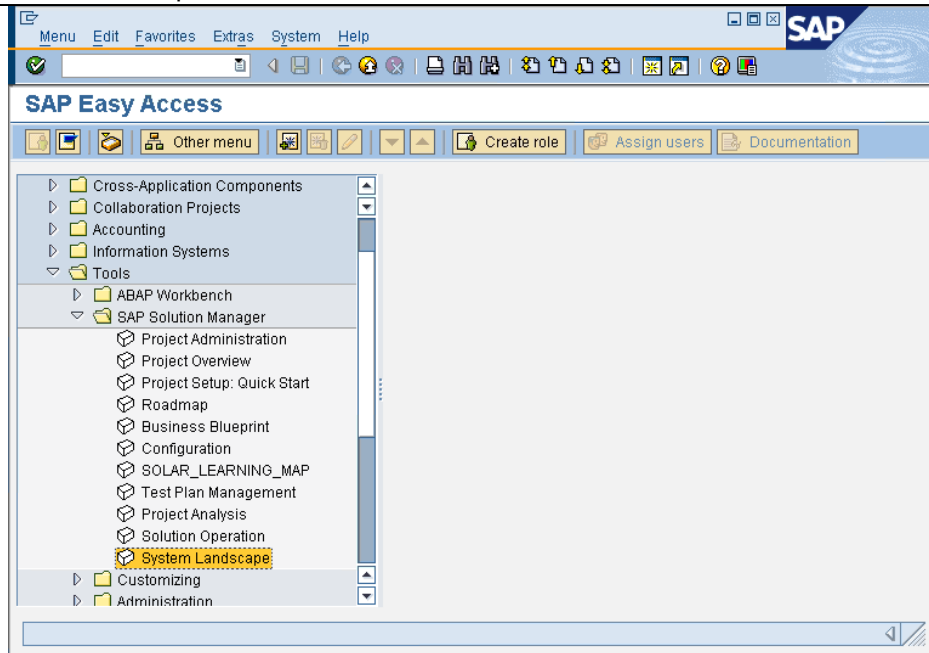 Menu Edit Favorites Extras System Help
SAP
SAP Easy Access
Other menu Create role Assign users Documentation
Cross-Application Components
Collaboration Projects
Accounting
Information Systems
Tools
ABAP Workbench
SAP Solution Manager
Project Administration
Project Overview
Project Setup: Quick Start
Roadmap
Business Blueprint
Configuration
SOLAR_LEARNING_MAP
Test Plan Management
Project Analysis
Solution Operation
System Landscape
Customizing
Administration